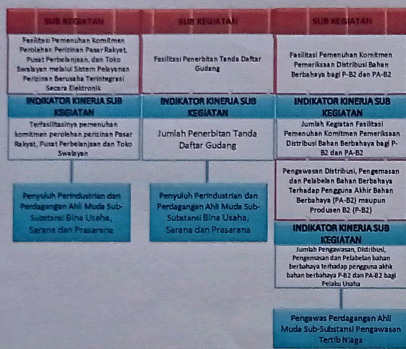 SUB KEGIATAN
Fasilitasi Pemenuhan Komitmen
Perolehan Perizinan Pasar Rakyat,
Pusat Perbelanjaan, dan Toko
Swalayan melalui Sistem Pelayanan
Perizinan Berusaha Terintegrasi
Secara Elektronik
INDIKATOR KINERJA SUB
KEGIATAN
Terfasilitasinya pemenuhan
komitmen perolehan perizinan Pasar
Rakyat, Pusat Perbelanjaan dan Toko
Swalayan
Penyuluh Perindustrian dan
Perdagangan Ahli Muda Sub-
Substansi Bina Usaha,
Sarana dan Prasarana
SUB KEGIATAN
Fasilitasi Penerbitan Tanda Daftar
Gudang
INDIKATOR KINERJA SUB
KEGIATAN
Jumlah Penerbitan Tanda
Daftar Gudang
Penyuluh Perindustrian dan
Perdagangan Ahli Muda Sub-
Substansi Bina Usaha,
Sarana dan Prasarana
SUB KEGIATAN
Fasilitasi Pemenuhan Komitmen
Pemeriksaan Distribusi Bahan
Berbahaya bagi P-B2 dan PA-B2
INDIKATOR KINERJA SUB
KEGIATAN
Jumlah Kegiatan Fasilitasi
Pemenuhan Komitmen Pemeriksaan
Distribusi Bahan Berbahaya bagi P-
B2 dan PA-B2
Pengawasan Distribusi, Pengemasan
dan Pelabelan Bahan Berbahaya
Terhadap Pengguna Akhir Bahan
Berbahaya (PA-B2) maupun
Produsen B2 (P-B2)
INDIKATOR KINERJA SUB
KEGIATAN
Jumlah Pengawasan, Distribusi,
Pengemasan dan Pelabelan bahan
berbahaya terhadap pengguna akhir
bahan berbahaya P-B2 dan PA-B2 bagi
Pelaku Usaha
Pengawas Perdagangan Ahli
Muda Sub-Substansi Pengawasan
Tertib Niaga